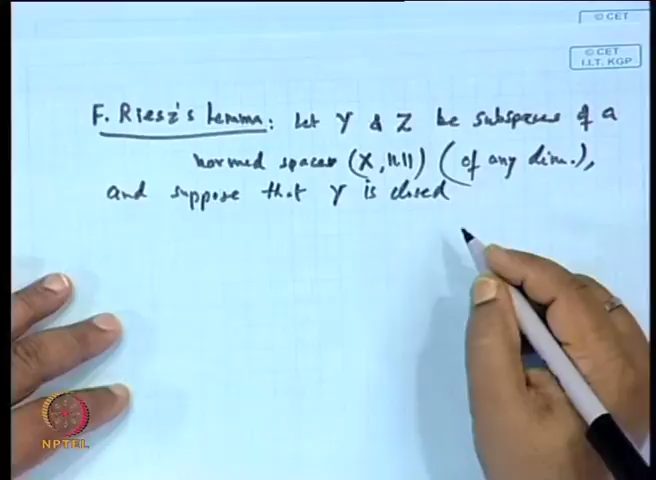 © CET
© CET
I.I.T. KGP
F. Riesz's Lemma: Let Y & Z be subspaces of a
normed spaces (X, ||·||) (of any dim.),
and suppose that Y is closed
NPTEL